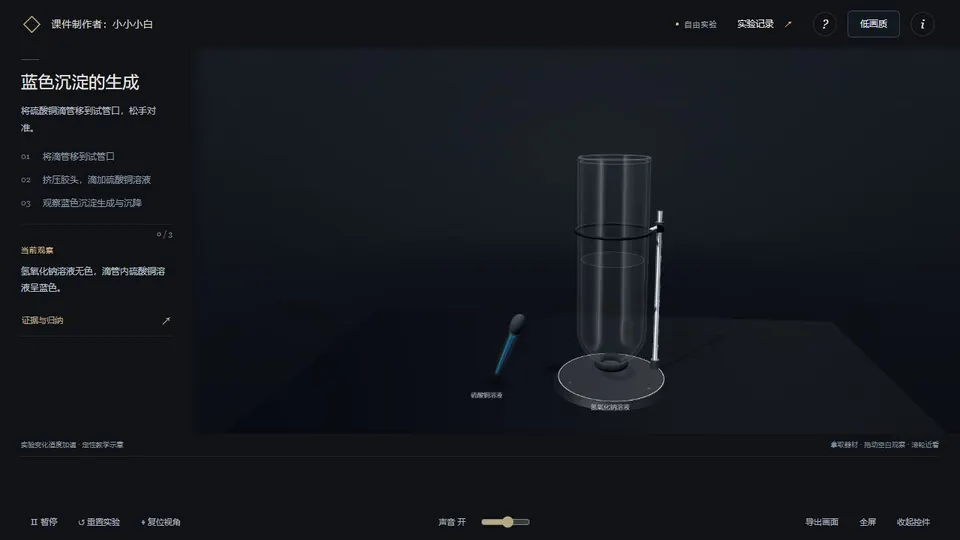 课件制作者：小小小白
自由实验
实验记录 ↗
?
低画质
i
蓝色沉淀的生成
将硫酸铜滴管移到试管口，松手对
准。
01 将滴管移到试管口
02 挤压胶头，滴加硫酸铜溶液
03 观察蓝色沉淀生成与沉降
0 / 3
当前观察
氢氧化钠溶液无色，滴管内硫酸铜溶
液呈蓝色。
证据与归纳 ↗
硫酸铜溶液
氢氧化钠溶液
实验变化适度加速 · 定性教学示意
拿取器材 · 拖动空白观察 · 滚轮近看
暂停
↺ 重置实验
⌖ 复位视角
声音 开
导出画面
全屏
收起控件